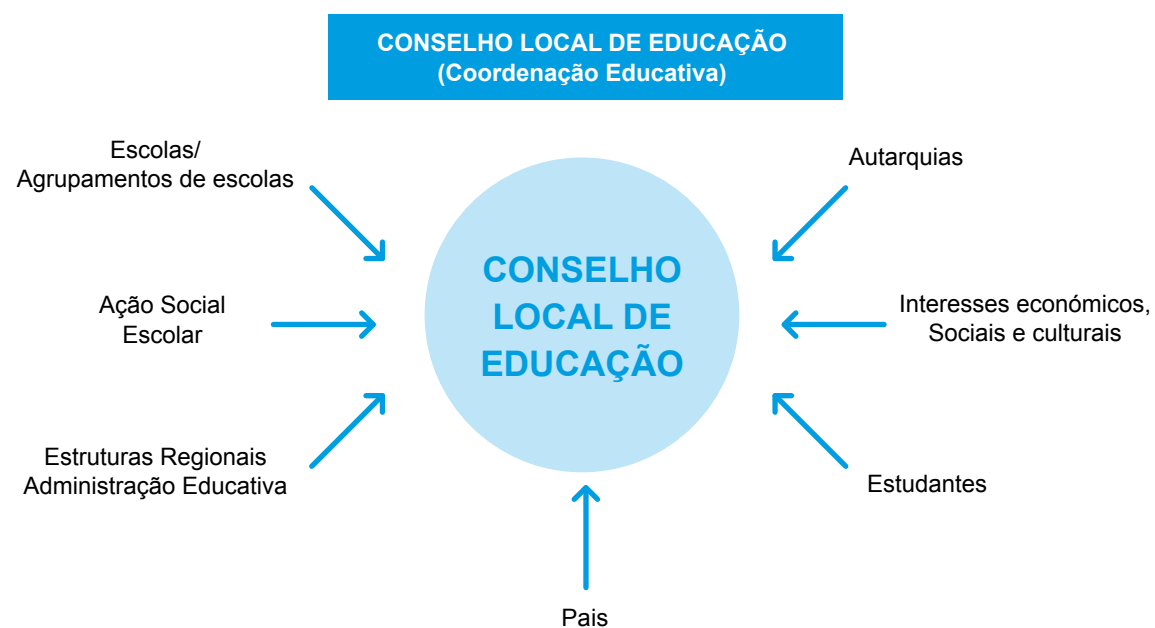 CONSELHO LOCAL DE EDUCAÇÃO
(Coordenação Educativa)
Escolas/
Agrupamentos de escolas
Autarquias
Ação Social
Escolar
CONSELHO
LOCAL DE
EDUCAÇÃO
Interesses económicos,
Sociais e culturais
Estruturas Regionais
Administração Educativa
Estudantes
Pais